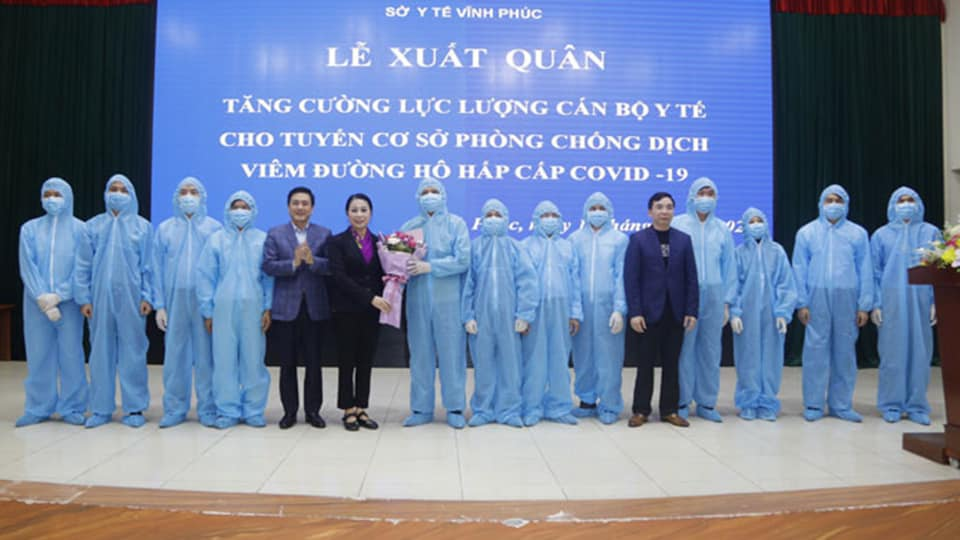 SỞ Y TẾ VĨNH PHÚC
LỄ XUẤT QUÂN
TĂNG CƯỜNG LỰC LƯỢNG CÁN BỘ Y TẾ
CHO TUYẾN CƠ SỞ PHÒNG CHỐNG DỊCH
VIÊM ĐƯỜNG HÔ HẤP CẤP COVID -19